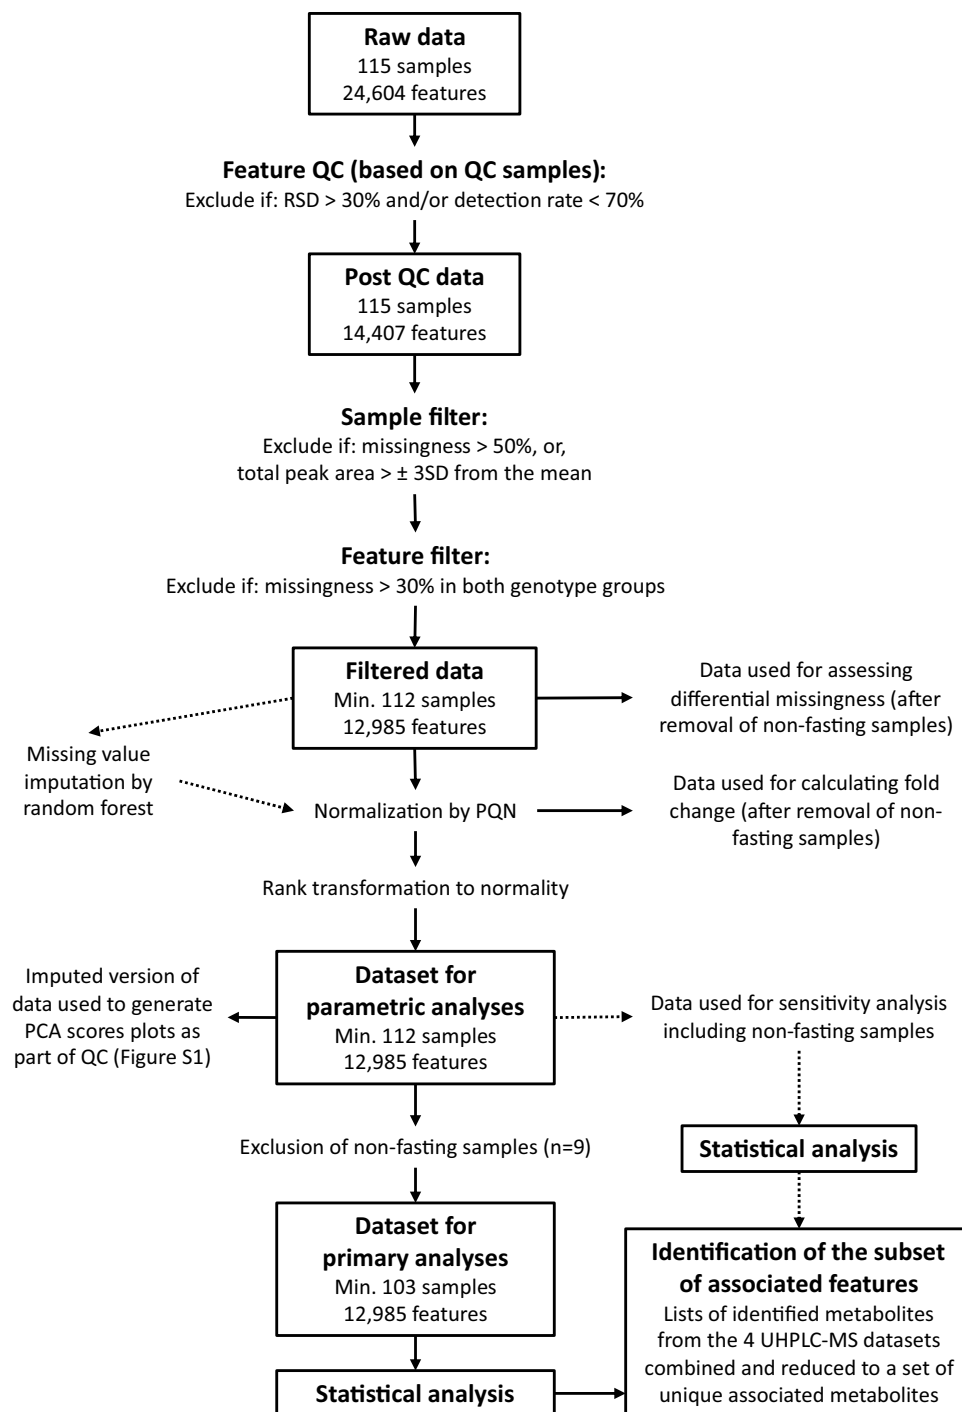 Raw data
115 samples
24,604 features
Feature QC (based on QC samples):
Exclude if: RSD > 30% and/or detection rate < 70%
Post QC data
115 samples
14,407 features
Sample filter:
Exclude if: missingness > 50%, or,
total peak area > ± 3SD from the mean
Feature filter:
Exclude if: missingness > 30% in both genotype groups
Filtered data
Min. 112 samples
12,985 features
Data used for assessing
differential missingness (after
removal of non-fasting samples)
Missing value
imputation by
random forest
Normalization by PQN
Data used for calculating fold
change (after removal of non-
fasting samples)
Rank transformation to normality
Dataset for
parametric analyses
Min. 112 samples
12,985 features
Imputed version of
data used to generate
PCA scores plots as
part of QC (Figure S1)
Data used for sensitivity analysis
including non-fasting samples
Exclusion of non-fasting samples (n=9)
Statistical analysis
Dataset for
primary analyses
Min. 103 samples
12,985 features
Identification of the subset
of associated features
Lists of identified metabolites
from the 4 UHPLC-MS datasets
combined and reduced to a set of
unique associated metabolites
Statistical analysis